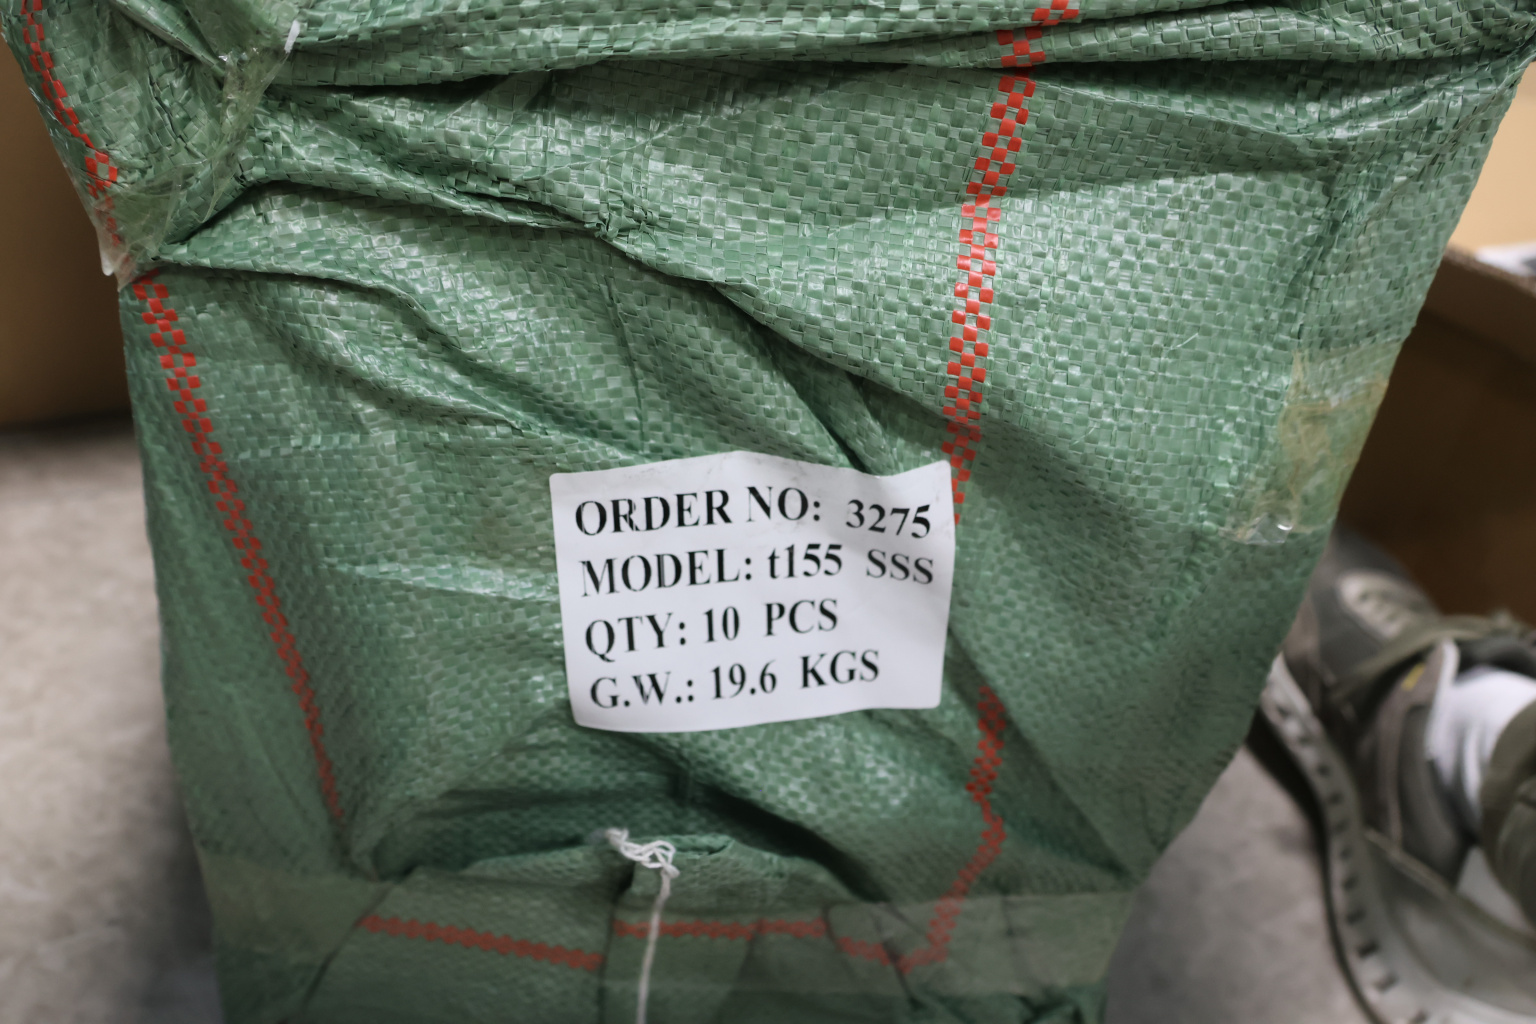 ORDER NO: 3275
MODEL: t155 SSS
QTY: 10 PCS
G.W.: 19.6 KGS